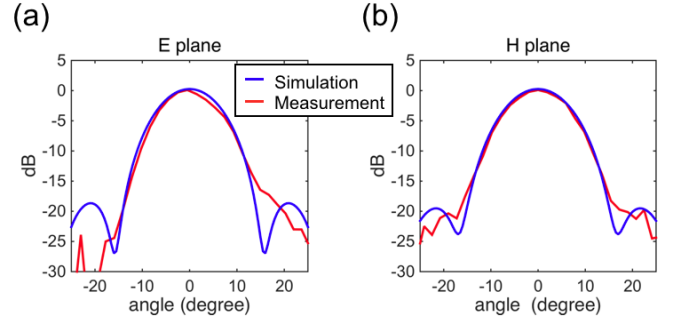 (a)
E plane
5
0
-5
-10
-15
-20
-25
-30
dB
-20 -10 0 10 20
angle (degree)
Simulation
Measurement
(b)
H plane
5
0
-5
-10
-15
-20
-25
-30
dB
-20 -10 0 10 20
angle (degree)